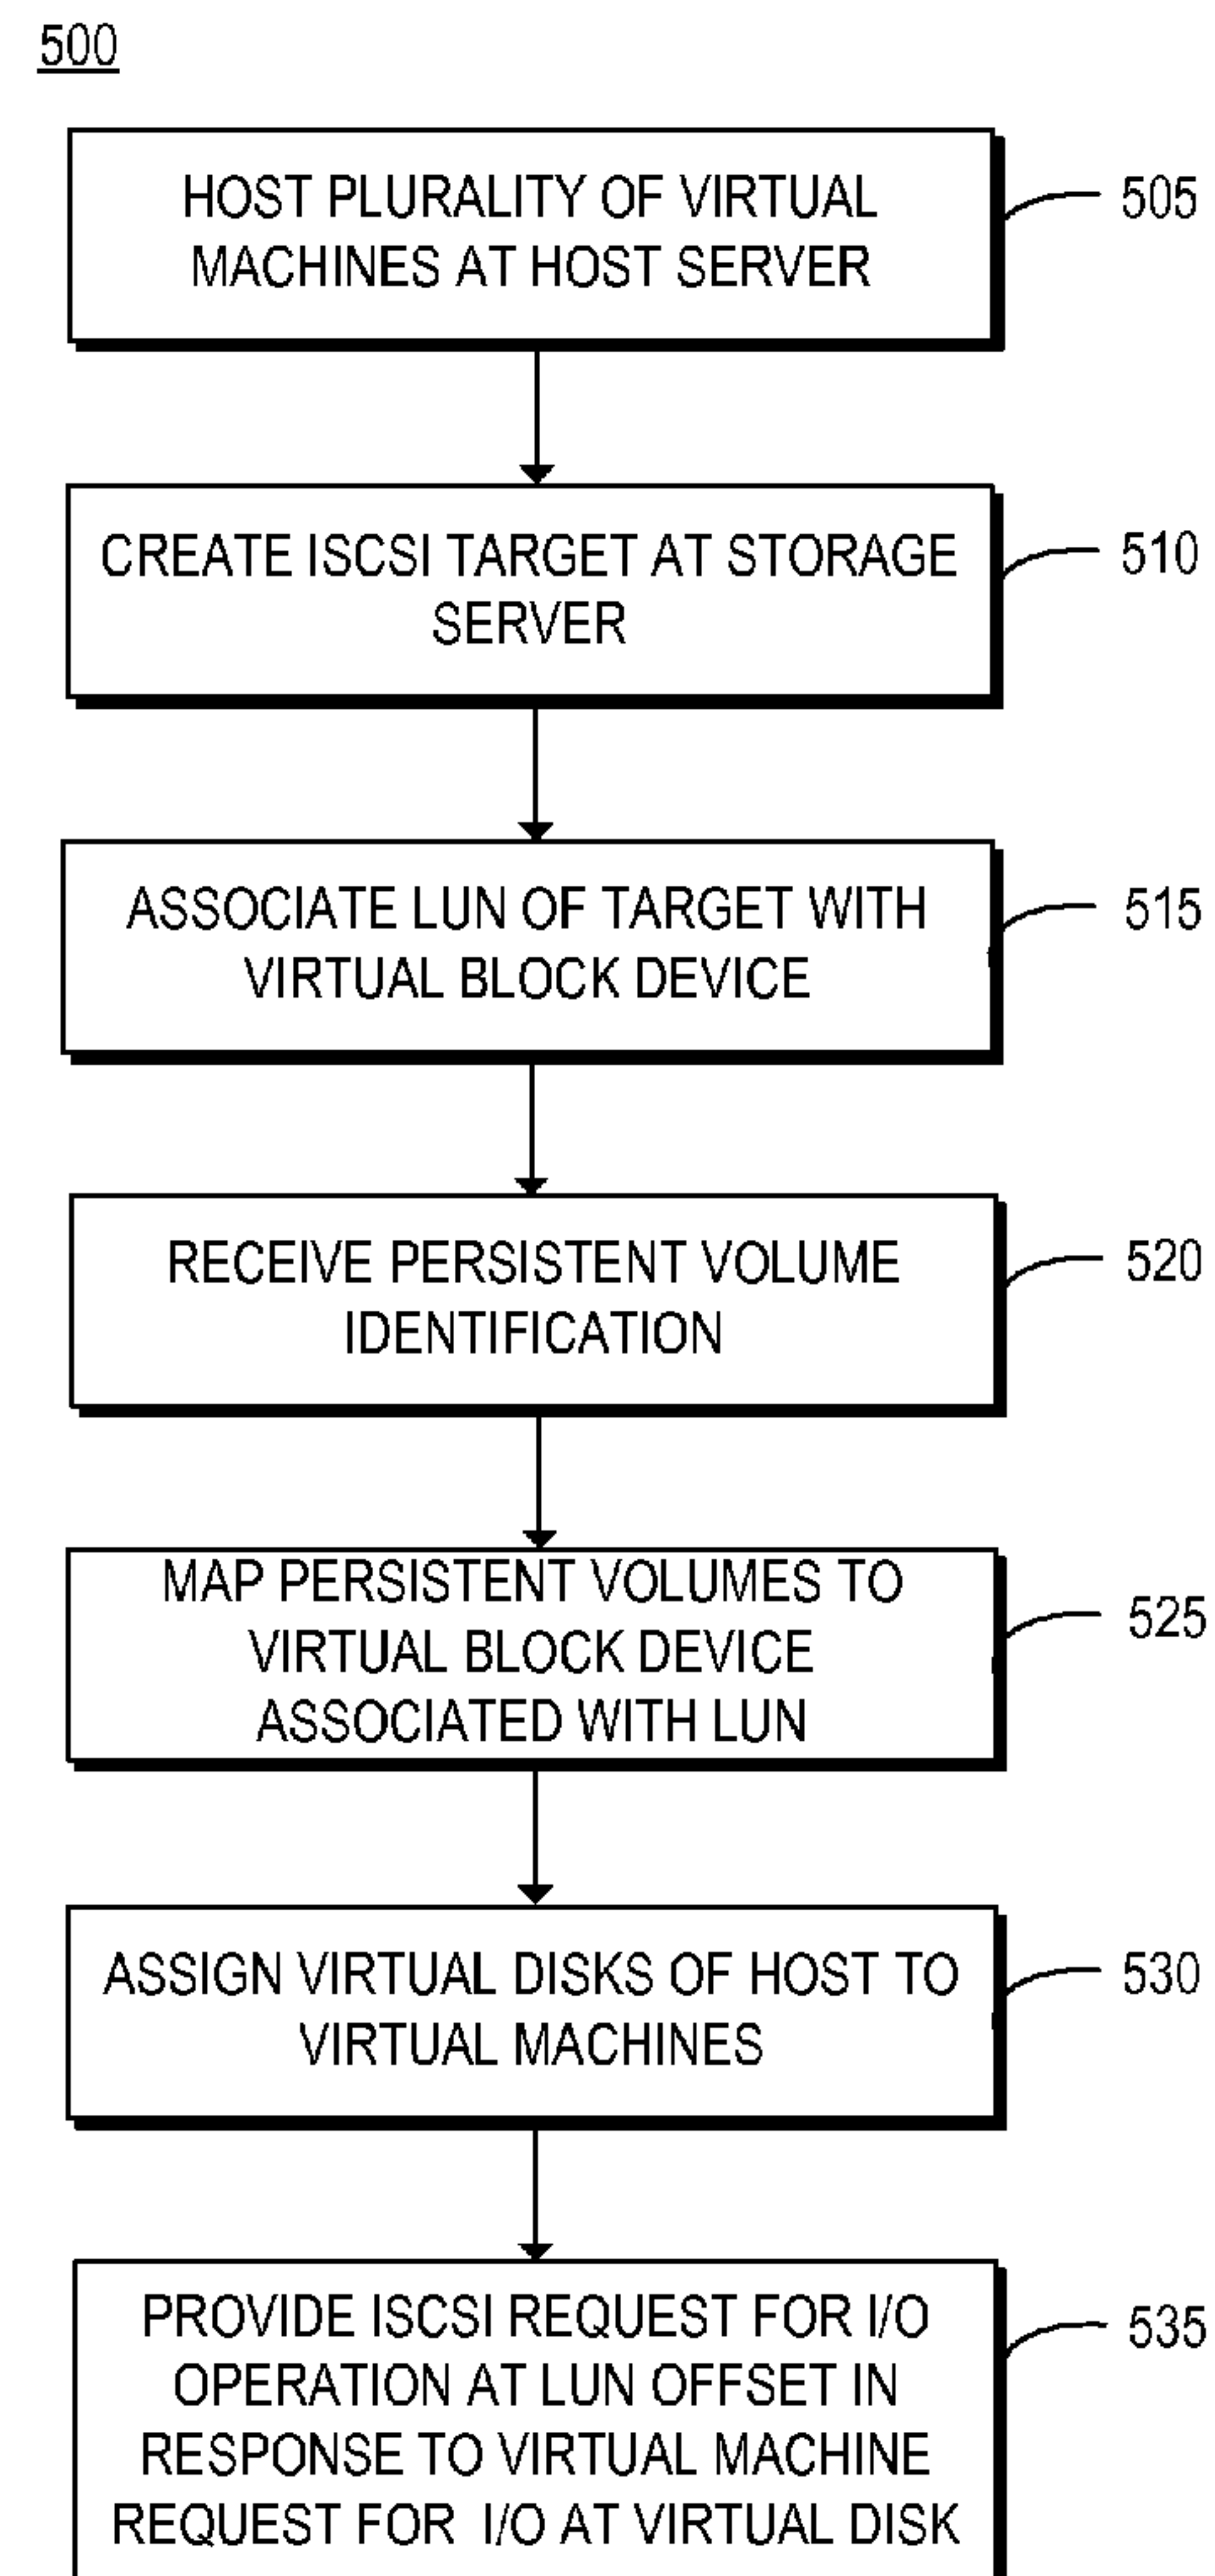 500
HOST PLURALITY OF VIRTUAL
MACHINES AT HOST SERVER
505
CREATE ISCSI TARGET AT STORAGE
SERVER
510
ASSOCIATE LUN OF TARGET WITH
VIRTUAL BLOCK DEVICE
515
RECEIVE PERSISTENT VOLUME
IDENTIFICATION
520
MAP PERSISTENT VOLUMES TO
VIRTUAL BLOCK DEVICE
ASSOCIATED WITH LUN
525
ASSIGN VIRTUAL DISKS OF HOST TO
VIRTUAL MACHINES
530
PROVIDE ISCSI REQUEST FOR I/O
OPERATION AT LUN OFFSET IN
RESPONSE TO VIRTUAL MACHINE
REQUEST FOR I/O AT VIRTUAL DISK
535